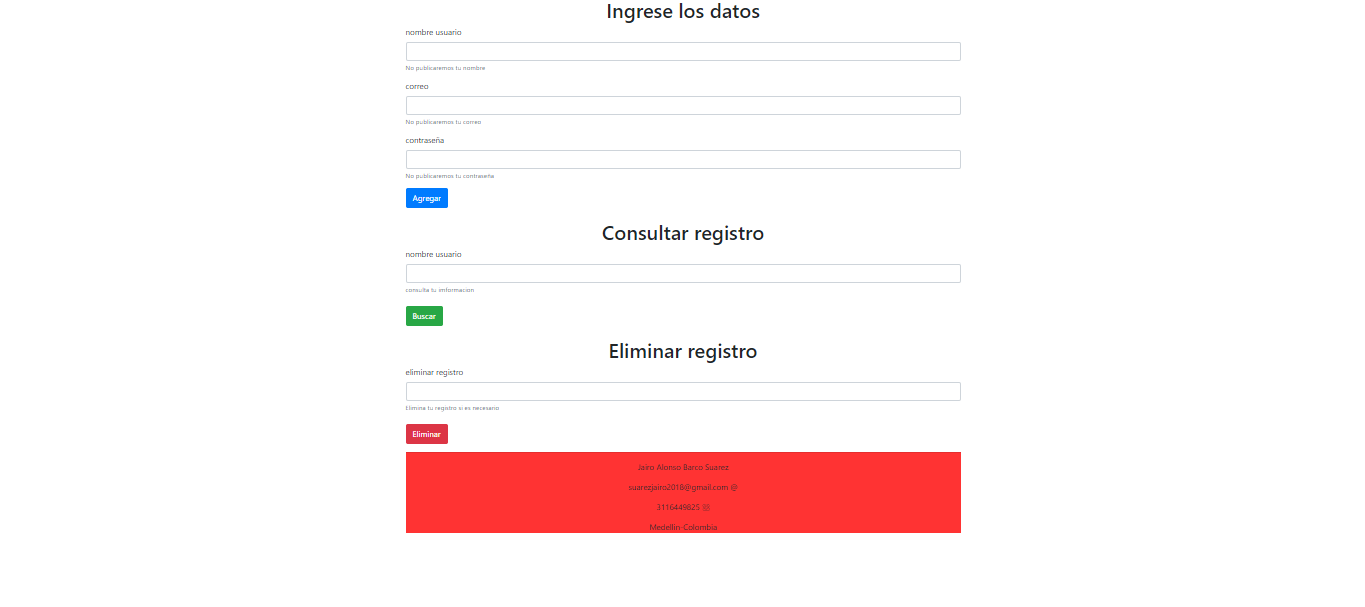 Ingrese los datos
nombre usuario
No publicaremos tu nombre
correo
No publicaremos tu correo
contraseña
No publicaremos tu contraseña
Agregar
Consultar registro
nombre usuario
consulta tu imformacion
Buscar
Eliminar registro
eliminar registro
Elimina tu registro si es necesario
Eliminar
Jairo Alonso Barco Suarez
suarezjairo2018@gmail.com @
3116449825
Medellin-Colombia